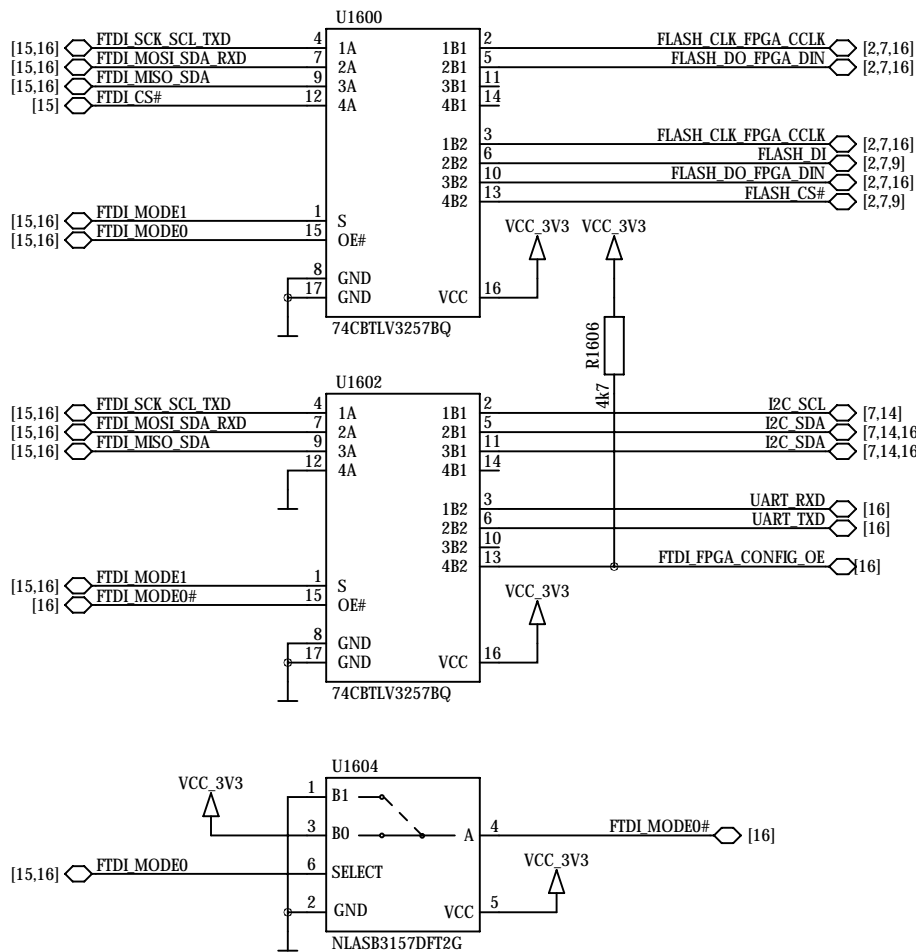 U1600
[15,16] FTDI_SCK_SCL_TXD 4 1A 1B1 2 FLASH_CLK_FPGA_CCLK [2,7,16]
[15,16] FTDI_MOSI_SDA_RXD 7 2A 2B1 5 FLASH_DO_FPGA_DIN [2,7,16]
[15,16] FTDI_MISO_SDA 9 3A 3B1 11
[15] FTDI_CS# 12 4A 4B1 14
1B2 3 FLASH_CLK_FPGA_CCLK [2,7,16]
2B2 6 FLASH_DI [2,7,9]
3B2 10 FLASH_DO_FPGA_DIN [2,7,16]
4B2 13 FLASH_CS# [2,7,9]
[15,16] FTDI_MODE1 1 S
[15,16] FTDI_MODE0 15 OE#
VCC_3V3 VCC_3V3
8 GND
17 GND VCC 16
74CBTLV3257BQ
R1606
4k7
U1602
[15,16] FTDI_SCK_SCL_TXD 4 1A 1B1 2 I2C_SCL [7,14]
[15,16] FTDI_MOSI_SDA_RXD 7 2A 2B1 5 I2C_SDA [7,14,16
[15,16] FTDI_MISO_SDA 9 3A 3B1 11 I2C_SDA [7,14,16
12 4A 4B1 14
1B2 3 UART_RXD [16]
2B2 6 UART_TXD [16]
3B2 10
4B2 13 FTDI_FPGA_CONFIG_OE [16]
[15,16] FTDI_MODE1 1 S
[16] FTDI_MODE0# 15 OE#
VCC_3V3
8 GND
17 GND VCC 16
74CBTLV3257BQ
U1604
VCC_3V3
1 B1
3 B0 A 4 FTDI_MODE0# [16]
[15,16] FTDI_MODE0 6 SELECT
VCC_3V3
2 GND VCC 5
NLASB3157DFT2G